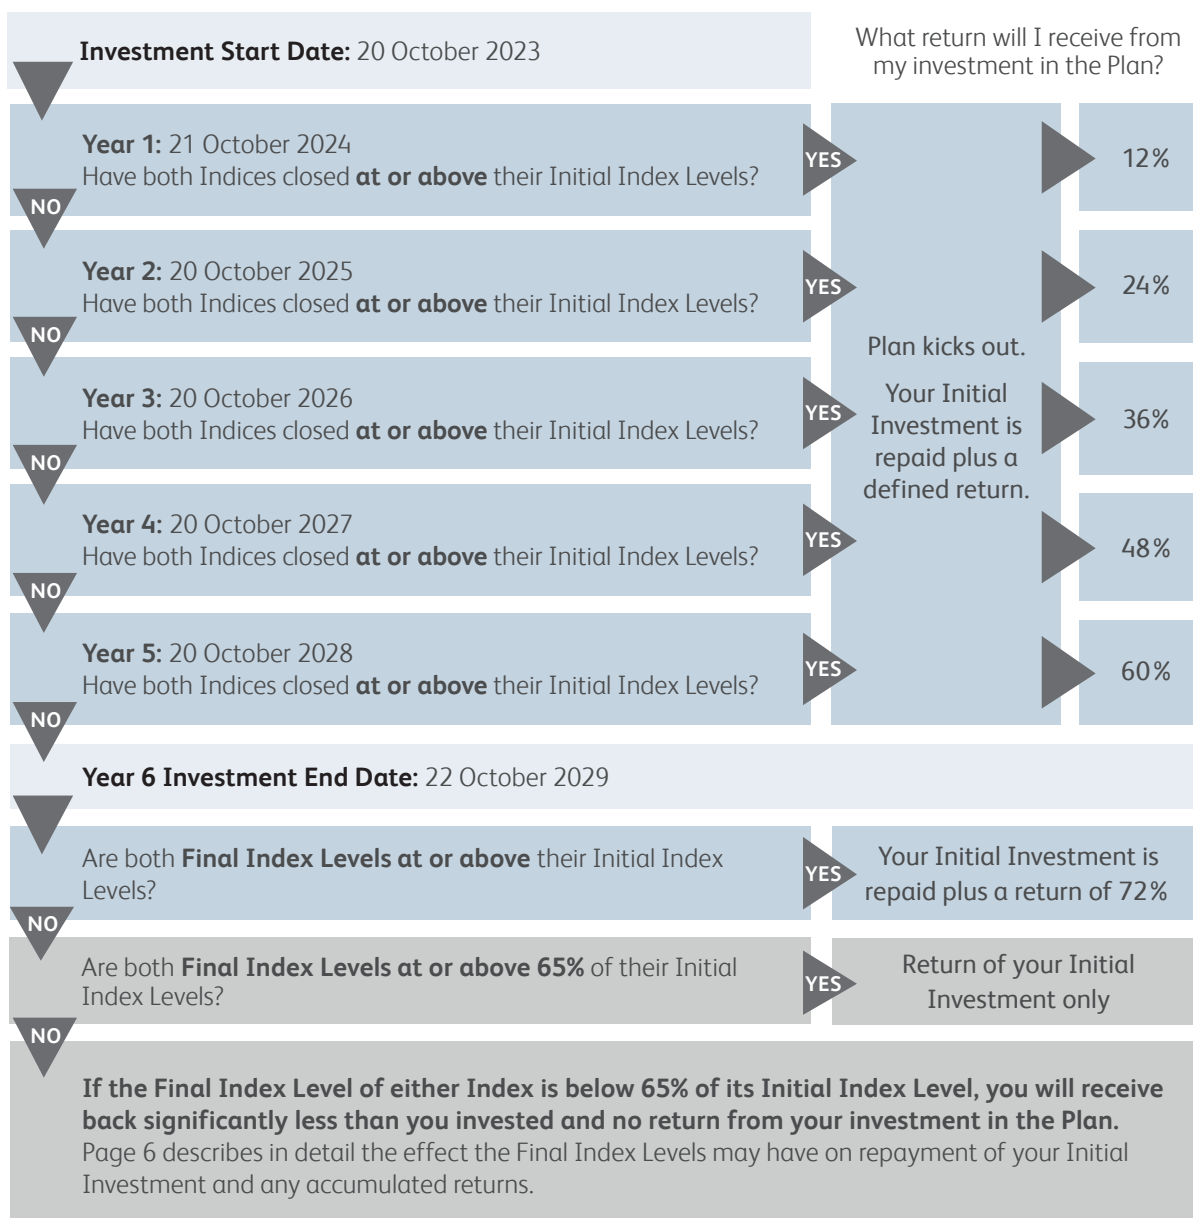 Investment Start Date: 20 October 2023
What return will I receive from
my investment in the Plan?
Year 1: 21 October 2024
Have both Indices closed at or above their Initial Index Levels?
YES
12%
NO
Year 2: 20 October 2025
Have both Indices closed at or above their Initial Index Levels?
YES
24%
NO
Year 3: 20 October 2026
Have both Indices closed at or above their Initial Index Levels?
YES
36%
NO
Year 4: 20 October 2027
Have both Indices closed at or above their Initial Index Levels?
YES
48%
NO
Year 5: 20 October 2028
Have both Indices closed at or above their Initial Index Levels?
YES
60%
NO
Plan kicks out.
Your Initial
Investment is
repaid plus a
defined return.
Year 6 Investment End Date: 22 October 2029
Are both Final Index Levels at or above their Initial Index
Levels?
YES
Your Initial Investment is
repaid plus a return of 72%
NO
Are both Final Index Levels at or above 65% of their Initial
Index Levels?
YES
Return of your Initial
Investment only
NO
If the Final Index Level of either Index is below 65% of its Initial Index Level, you will receive
back significantly less than you invested and no return from your investment in the Plan.
Page 6 describes in detail the effect the Final Index Levels may have on repayment of your Initial
Investment and any accumulated returns.